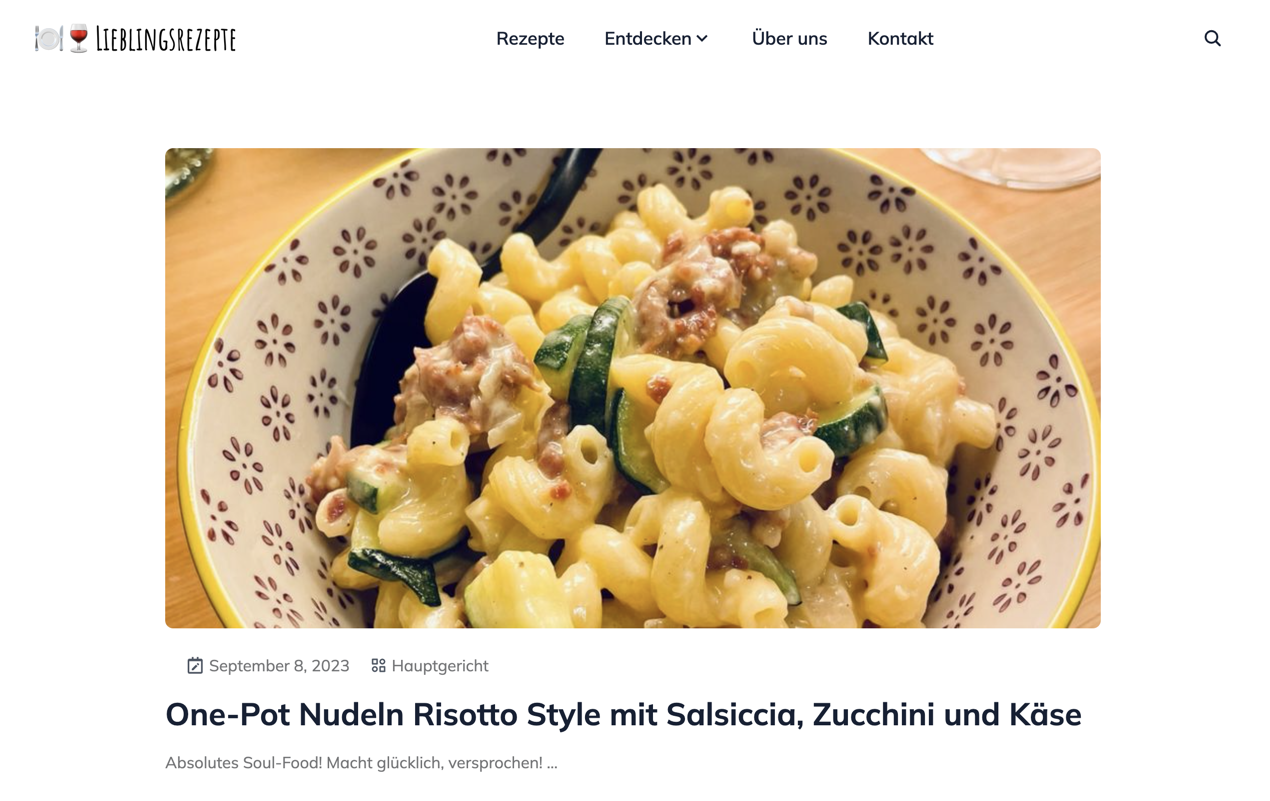 Lieblingsrezepte
Rezepte
Entdecken
Über uns
Kontakt
September 8, 2023
Hauptgericht
One-Pot Nudeln Risotto Style mit Salsiccia, Zucchini und Käse
Absolutes Soul-Food! Macht glücklich, versprochen! ...